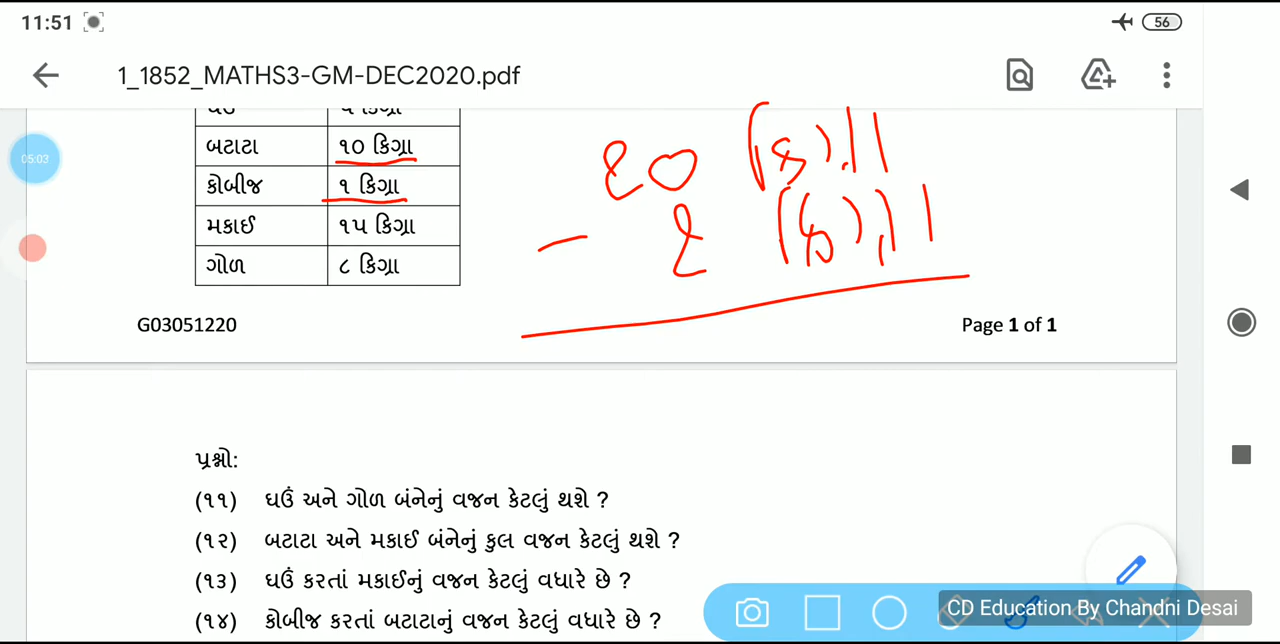 11:51 56
1_1852_MATHS3-GM-DEC2020.pdf
05:03
બટાટા ૧૦ કિગ્રા
કોબીજ ૧ કિગ્રા
મકાઈ ૧૫ કિગ્રા
ગોળ ૮ કિગ્રા
૧૦
- ૧
G03051220 Page 1 of 1
પ્રશ્નો:
(૧૧) ઘઉં અને ગોળ બંનેનું વજન કેટલું થશે ?
(૧૨) બટાટા અને મકાઈ બંનેનું કુલ વજન કેટલું થશે ?
(૧૩) ઘઉં કરતાં મકાઈનું વજન કેટલું વધારે છે ?
(૧૪) કોબીજ કરતાં બટાટાનું વજન કેટલું વધારે છે ?
CD Education By Chandni Desai